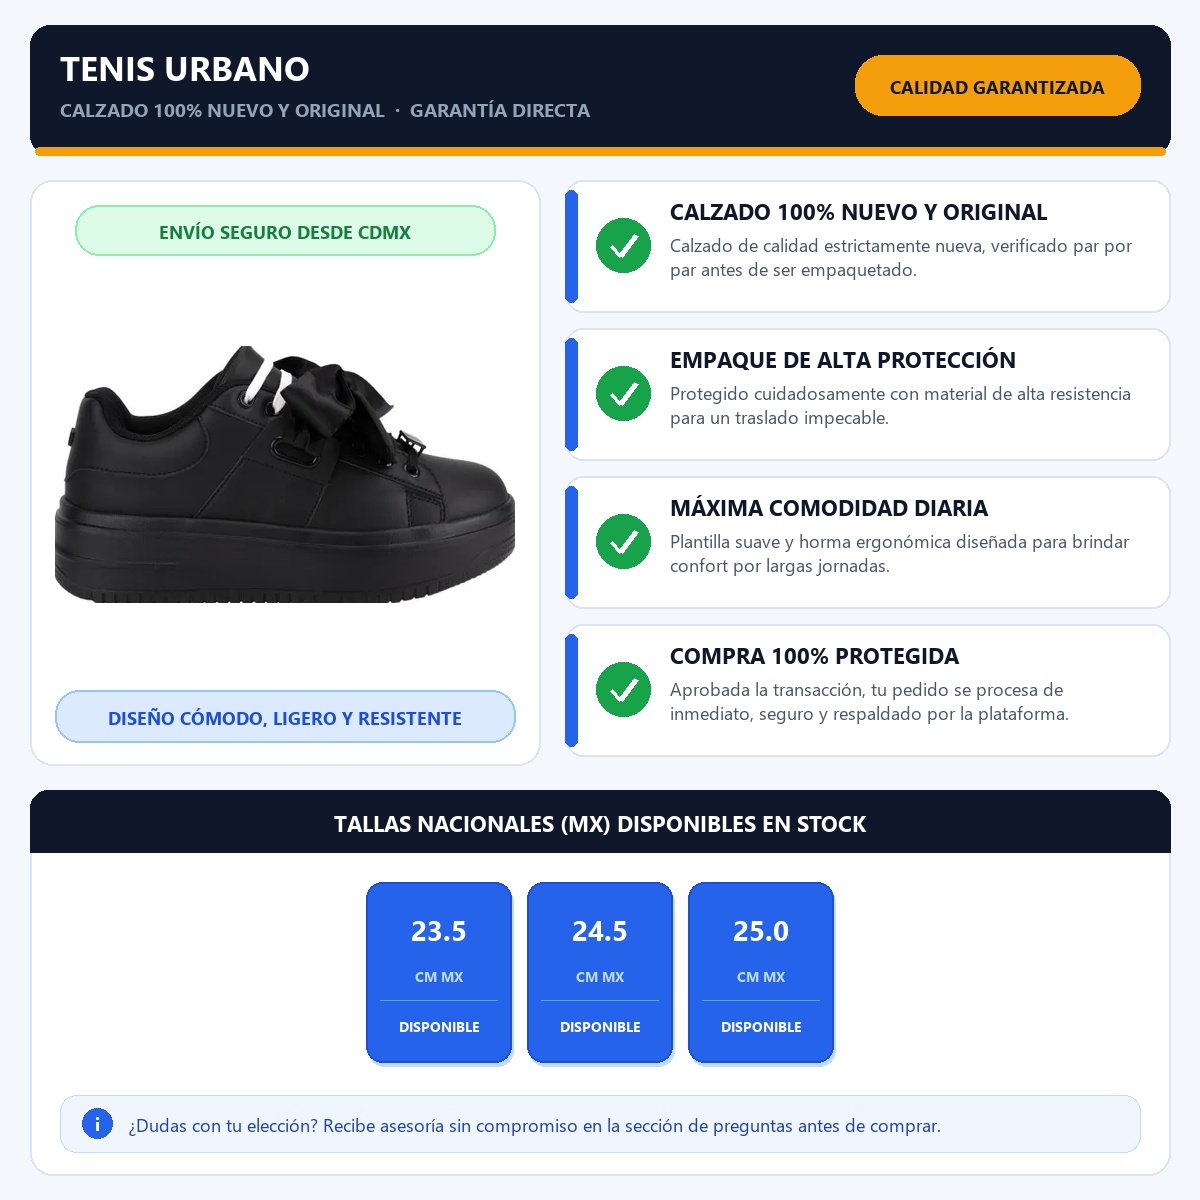 TENIS URBANO
CALZADO 100% NUEVO Y ORIGINAL · GARANTÍA DIRECTA
CALIDAD GARANTIZADA
ENVÍO SEGURO DESDE CDMX
DISEÑO CÓMODO, LIGERO Y RESISTENTE
CALZADO 100% NUEVO Y ORIGINAL
Calzado de calidad estrictamente nueva, verificado par por
par antes de ser empaquetado.
EMPAQUE DE ALTA PROTECCIÓN
Protegido cuidadosamente con material de alta resistencia
para un traslado impecable.
MÁXIMA COMODIDAD DIARIA
Plantilla suave y horma ergonómica diseñada para brindar
confort por largas jornadas.
COMPRA 100% PROTEGIDA
Aprobada la transacción, tu pedido se procesa de
inmediato, seguro y respaldado por la plataforma.
TALLAS NACIONALES (MX) DISPONIBLES EN STOCK
23.5
CM MX
DISPONIBLE
24.5
CM MX
DISPONIBLE
25.0
CM MX
DISPONIBLE
¿Dudas con tu elección? Recibe asesoría sin compromiso en la sección de preguntas antes de comprar.